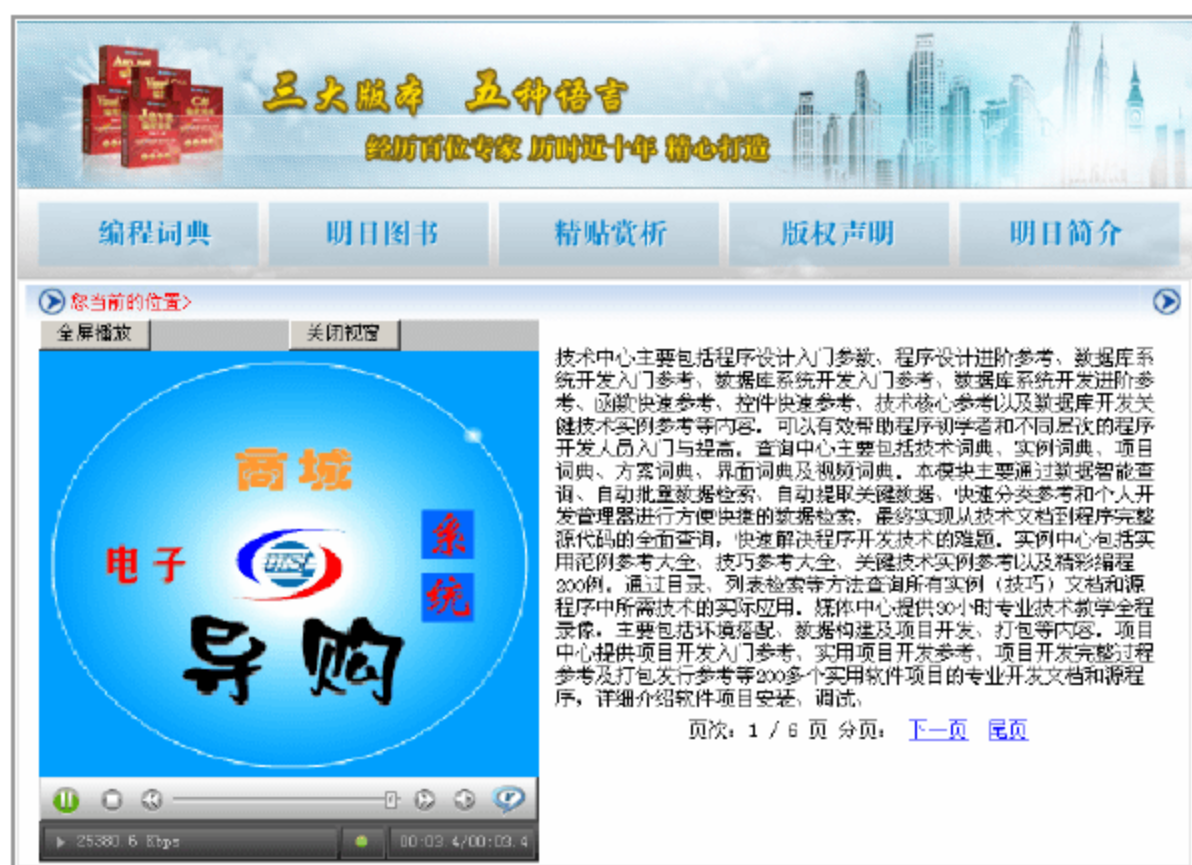 三大版本 五种语言
经历百位专家 历时近十年 精心打造
编程词典 明日图书 精贴赏析 版权声明 明日简介
您当前的位置>
全屏播放 关闭视窗
商城
电子
系统
导购
技术中心主要包括程序设计入门参数、程序设计进阶参考、数据库系
统开发入门参考、数据库系统开发入门参考、数据库系统开发进阶参
考、函数快速参考、控件快速参考、技术核心参考以及数据库开发关
键技术实例参考等内容。可以有效帮助程序初学者和不同层次的程序
开发人员入门与提高。查询中心主要包括技术词典、实例词典、项目
词典、方案词典、界面词典及视频词典。本模块主要通过数据智能查
询、自动批量数据检索、自动提取关键数据、快速分类参考和个人开
发管理器进行方便快捷的数据检索，最终实现从技术文档到程序完整
源代码的全面查询，快速解决程序开发技术的难题。实例中心包括实
用范例参考大全、技巧参考大全、关键技术实例参考以及精彩编程
200例。通过目录、列表检索等方法查询所有实例（技巧）文档和源
程序中所需技术的实际应用。媒体中心提供30小时专业技术教学全程
录像。主要包括环境搭配、数据构建及项目开发、打包等内容。项目
中心提供项目开发入门参考、实用项目开发参考、项目开发完整过程
参考及打包发行参考等200多个实用软件项目的专业开发文档和源程
序，详细介绍软件项目安装、调试、
页次：1 / 6 页 分页： 下一页 尾页
25380.6 Kbps 00:03.4/00:03.4